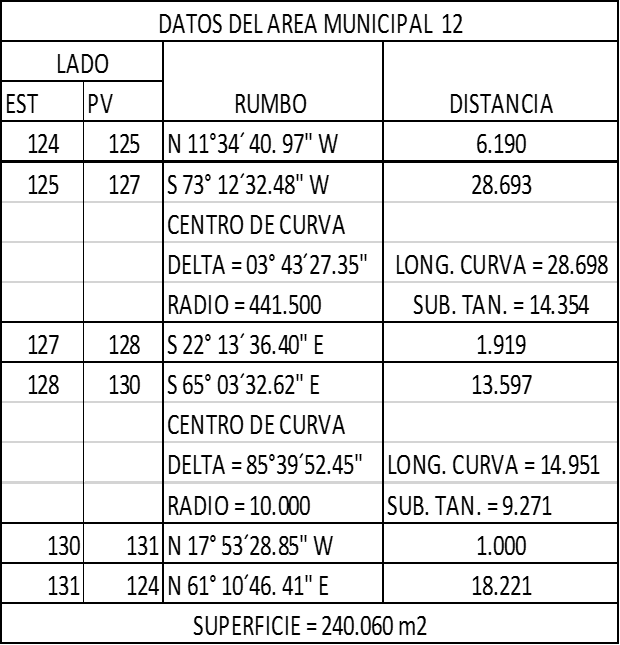 DATOS DEL AREA MUNICIPAL 12
LADO
EST PV RUMBO DISTANCIA
124 125 N 11°34´ 40. 97" W 6.190
125 127 S 73° 12´32.48" W 28.693
CENTRO DE CURVA
DELTA = 03° 43´27.35" LONG. CURVA = 28.698
RADIO = 441.500 SUB. TAN. = 14.354
127 128 S 22° 13´ 36.40" E 1.919
128 130 S 65° 03´32.62" E 13.597
CENTRO DE CURVA
DELTA = 85°39´52.45" LONG. CURVA = 14.951
RADIO = 10.000 SUB. TAN. = 9.271
130 131 N 17° 53´28.85" W 1.000
131 124 N 61° 10´46. 41" E 18.221
SUPERFICIE = 240.060 m2